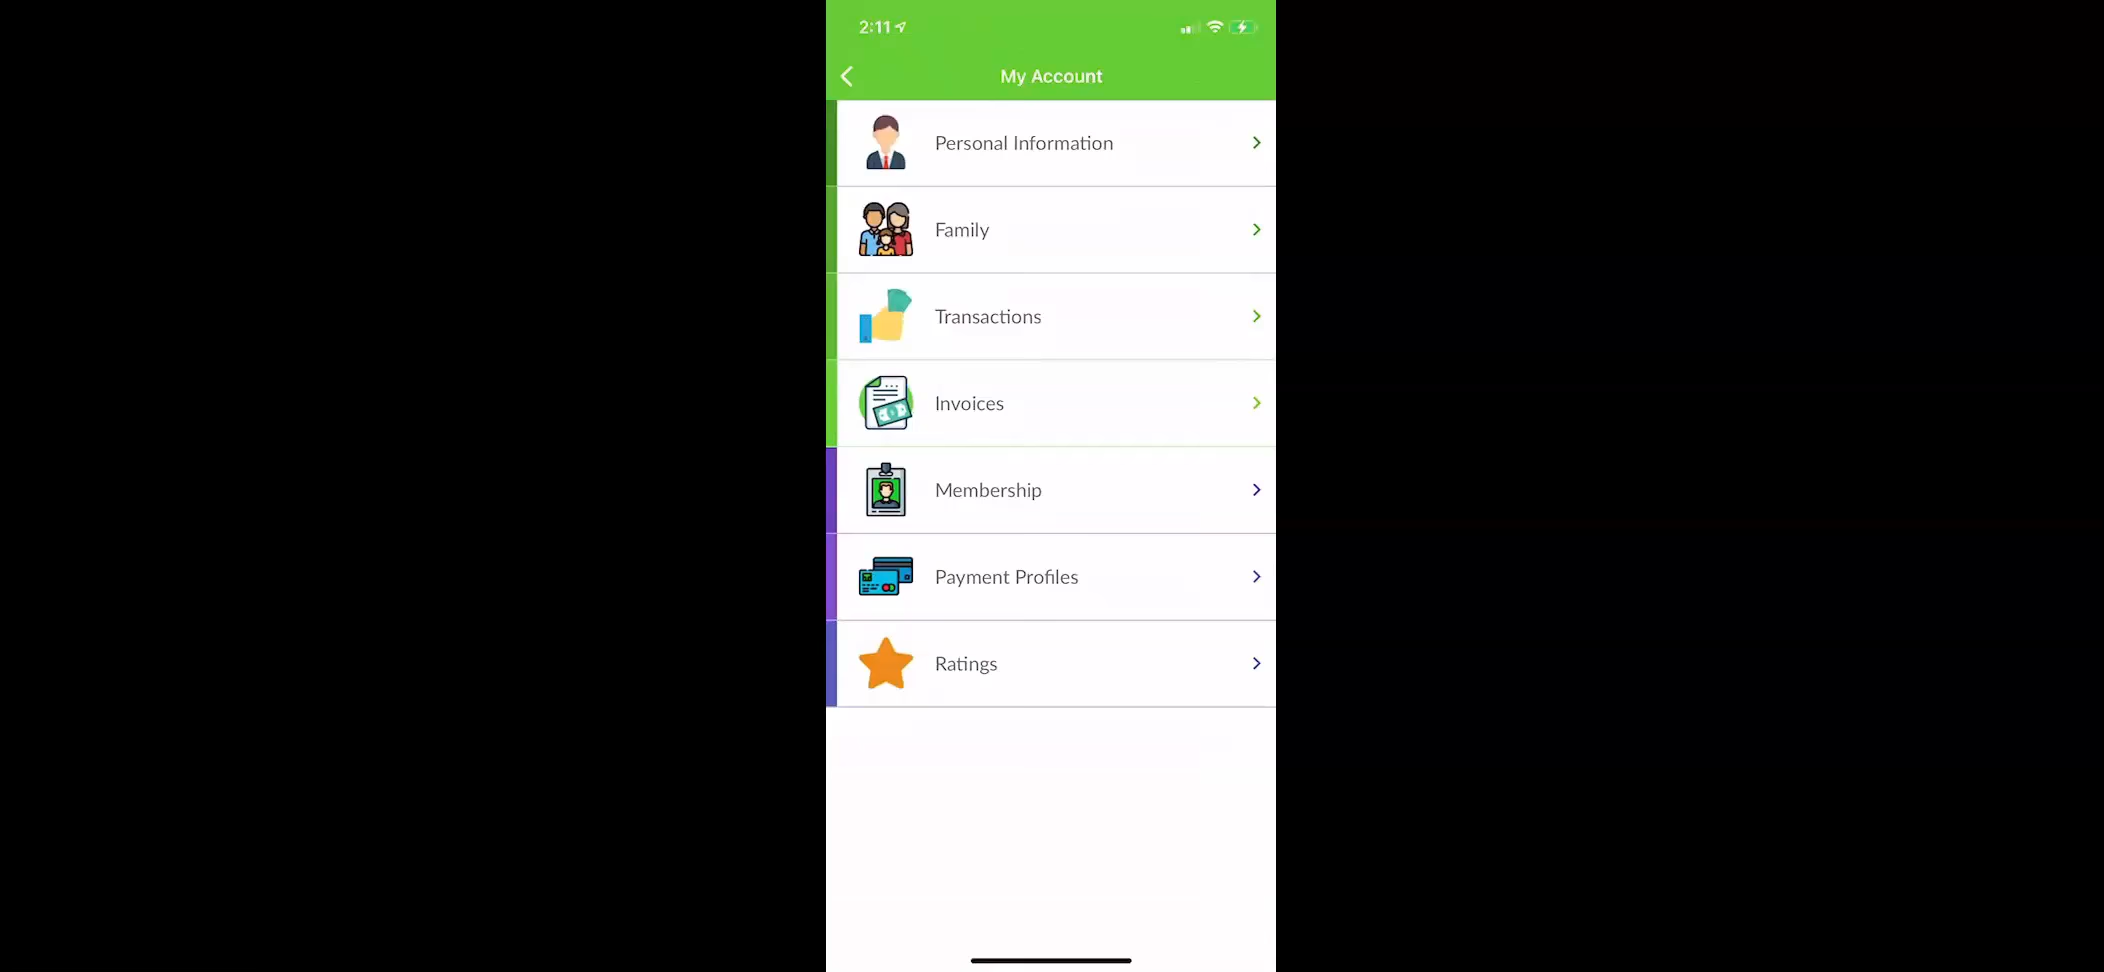 2:11
My Account
Personal Information
Family
Transactions
Invoices
Membership
Payment Profiles
Ratings